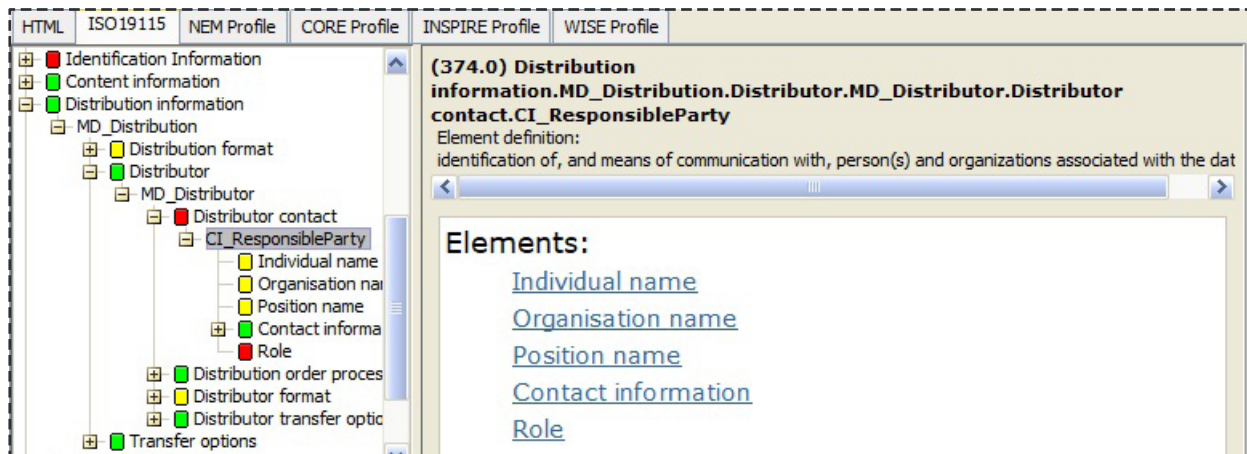 HTML
ISO19115
NEM Profile
CORE Profile
INSPIRE Profile
WISE Profile
Identification Information
Content information
Distribution information
MD_Distribution
Distribution format
Distributor
MD_Distributor
Distributor contact
CI_ResponsibleParty
Individual name
Organisation nar
Position name
Contact informa
Role
Distribution order proces
Distributor format
Distributor transfer optic
Transfer options
(374.0) Distribution
information.MD_Distribution.Distributor.MD_Distributor.Distributor
contact.CI_ResponsibleParty
Element definition:
identification of, and means of communication with, person(s) and organizations associated with the dat
Elements:
Individual name
Organisation name
Position name
Contact information
Role